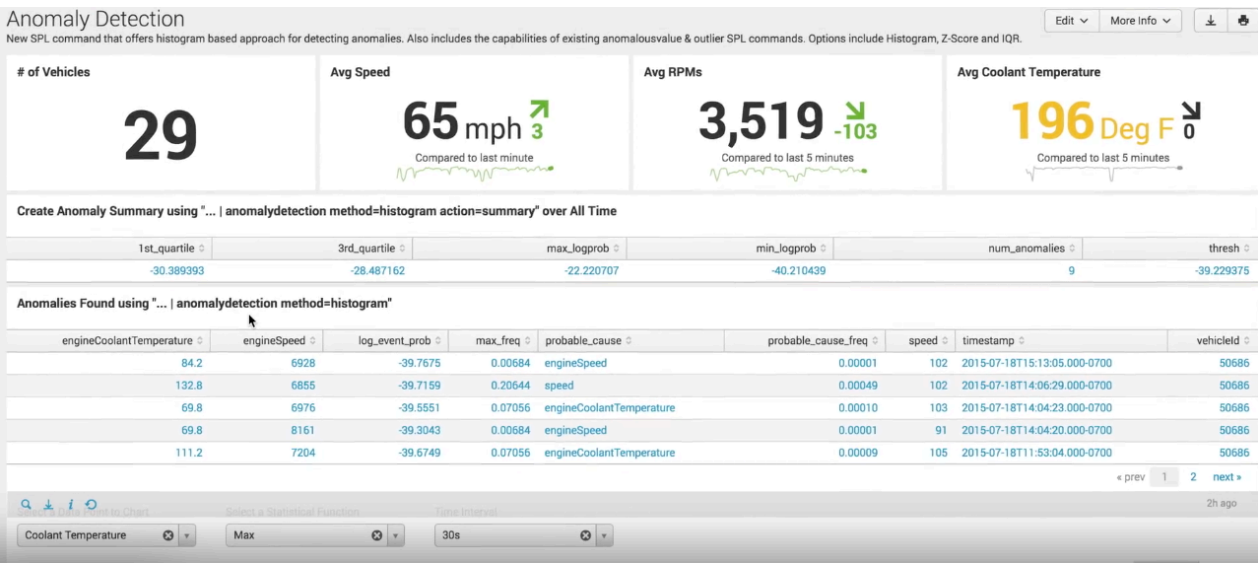 Anomaly Detection
Edit More Info
New SPL command that offers histogram based approach for detecting anomalies. Also includes the capabilities of existing anomalousvalue & outlier SPL commands. Options include Histogram, Z-Score and IQR.
# of Vehicles
29
Avg Speed
65 mph 3
Compared to last minute
Avg RPMs
3,519 -103
Compared to last 5 minutes
Avg Coolant Temperature
196 Deg F 0
Compared to last 5 minutes
Create Anomaly Summary using "... | anomalydetection method=histogram action=summary" over All Time
1st_quartile 3rd_quartile max_logprob min_logprob num_anomalies thresh
-30.389393 -28.487162 -22.220707 -40.210439 9 -39.229375
Anomalies Found using "... | anomalydetection method=histogram"
engineCoolantTemperature engineSpeed log_event_prob max_freq probable_cause probable_cause_freq speed timestamp vehicleId
84.2 6928 -39.7675 0.00684 engineSpeed 0.00001 102 2015-07-18T15:13:05.000-0700 50686
132.8 6855 -39.7159 0.20644 speed 0.00049 102 2015-07-18T14:06:29.000-0700 50686
69.8 6976 -39.5551 0.07056 engineCoolantTemperature 0.00010 103 2015-07-18T14:04:23.000-0700 50686
69.8 8161 -39.3043 0.00684 engineSpeed 0.00001 91 2015-07-18T14:04:20.000-0700 50686
111.2 7204 -39.6749 0.07056 engineCoolantTemperature 0.00009 105 2015-07-18T11:53:04.000-0700 50686
« prev 1 2 next »
2h ago
Select a Data Point to Chart Select a Statistical Function Time Interval
Coolant Temperature Max 30s